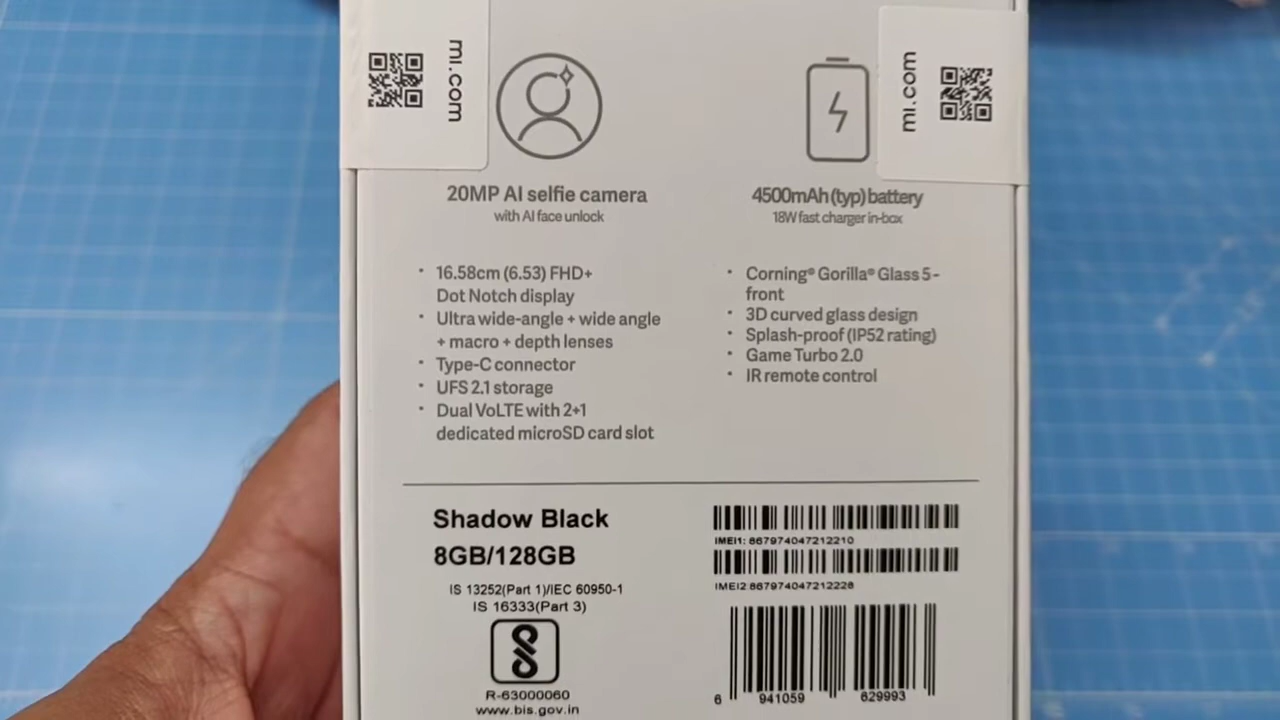 mi.com
mi.com
20MP AI selfie camera
with AI face unlock
4500mAh (typ) battery
18W fast charger in-box
• 16.58cm (6.53) FHD+
Dot Notch display
• Ultra wide-angle + wide angle
+ macro + depth lenses
• Type-C connector
• UFS 2.1 storage
• Dual VoLTE with 2+1
dedicated microSD card slot
• Corning® Gorilla® Glass 5-
front
• 3D curved glass design
• Splash-proof (IP52 rating)
• Game Turbo 2.0
• IR remote control
Shadow Black
8GB/128GB
IS 13252(Part 1)/IEC 60950-1
IS 16333(Part 3)
R-63000060
www.bis.gov.in
IMEI1: 867974047212210
IMEI2 867974047212228
6 941059 629993